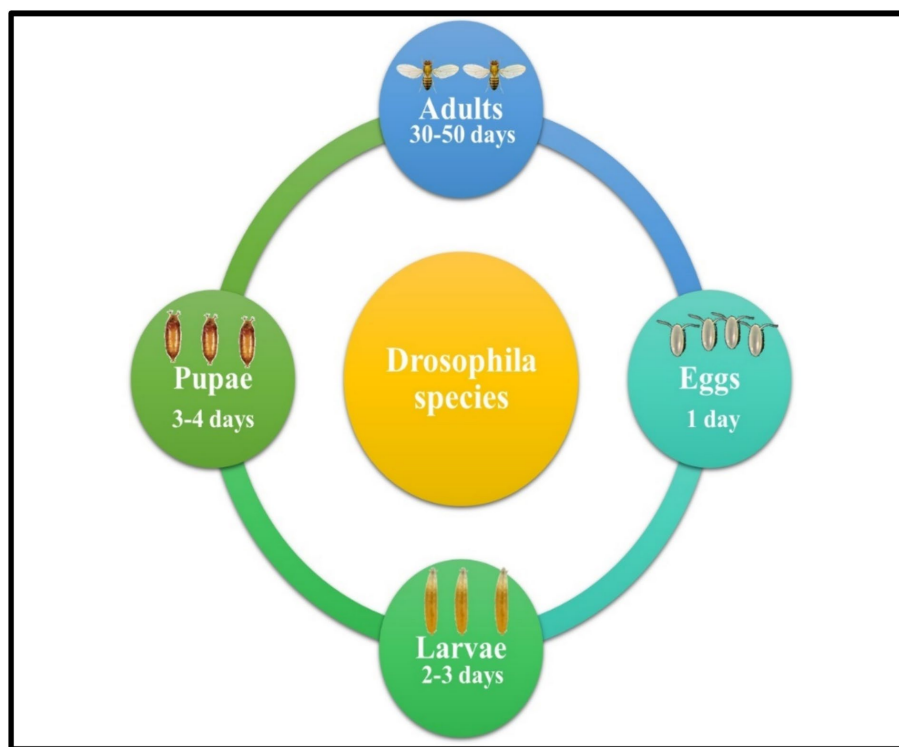 Adults
30-50 days
Eggs
1 day
Larvae
2-3 days
Pupae
3-4 days
Drosophila
species